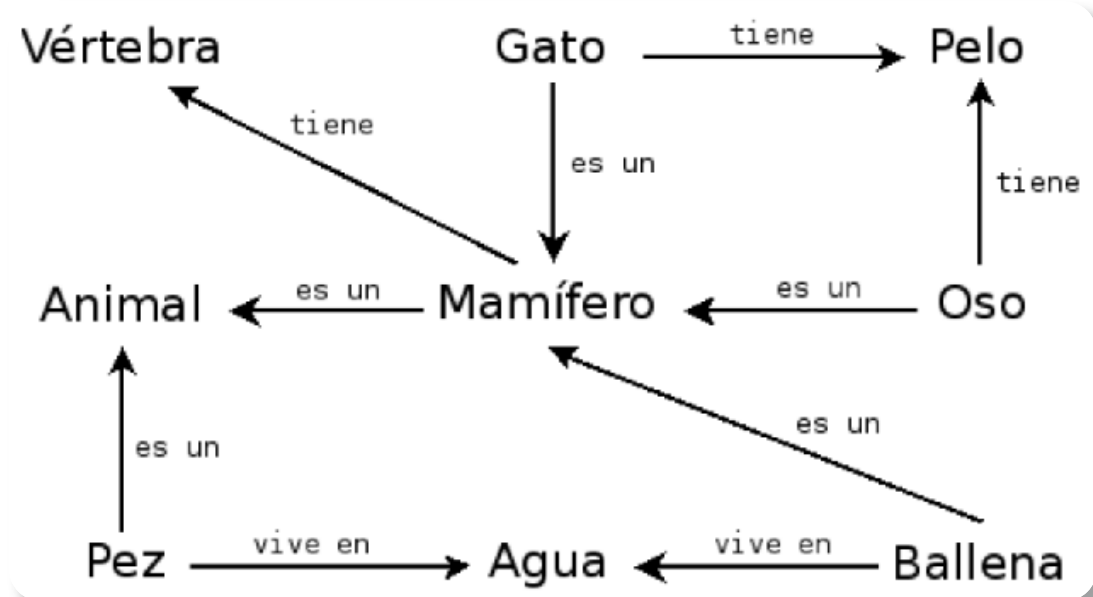 Vértebra
Gato
tiene
Pelo
tiene
es un
tiene
Animal
es un
Mamífero
es un
Oso
es un
es un
Pez
vive en
Agua
vive en
Ballena